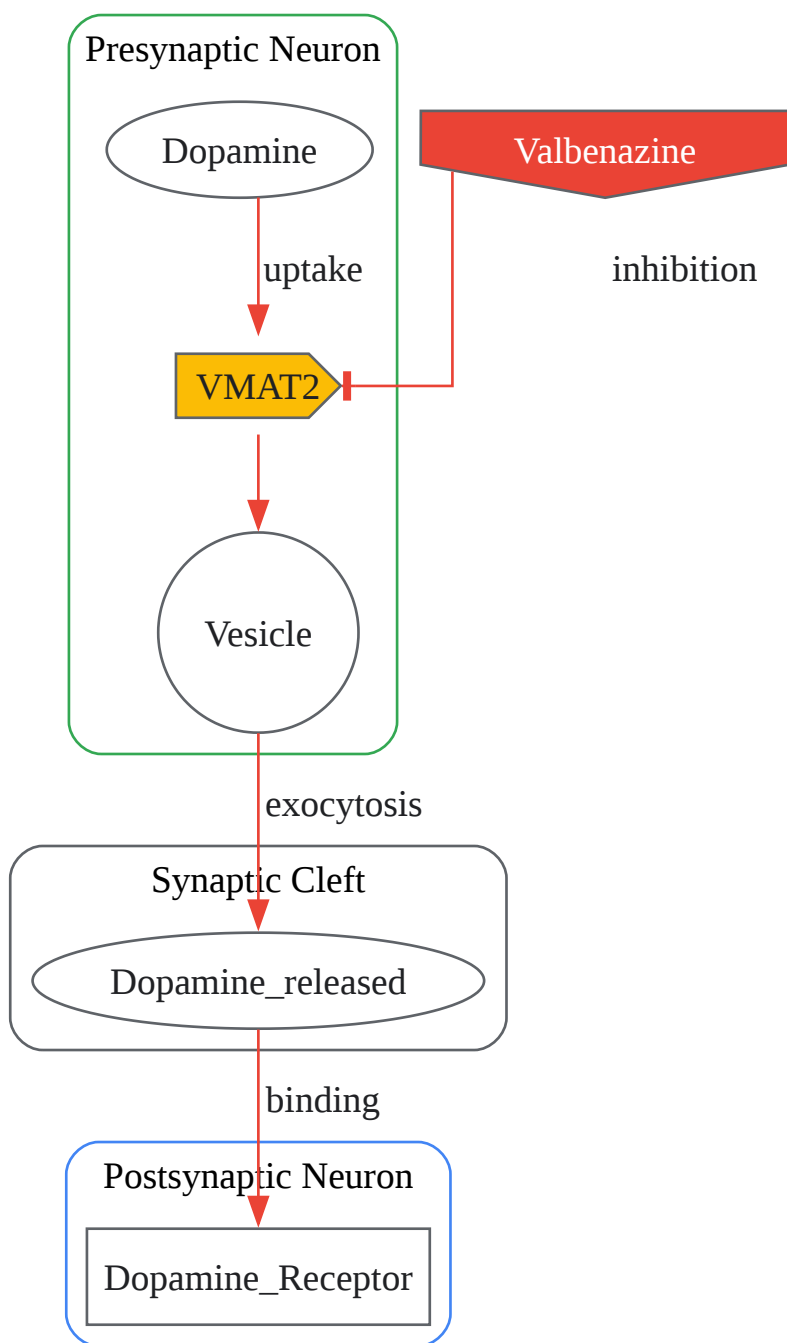 Presynaptic Neuron
Dopamine
Valbenazine
uptake
inhibition
VMAT2
Vesicle
exocytosis
Synaptic Cleft
Dopamine_released
binding
Postsynaptic Neuron
Dopamine_Receptor